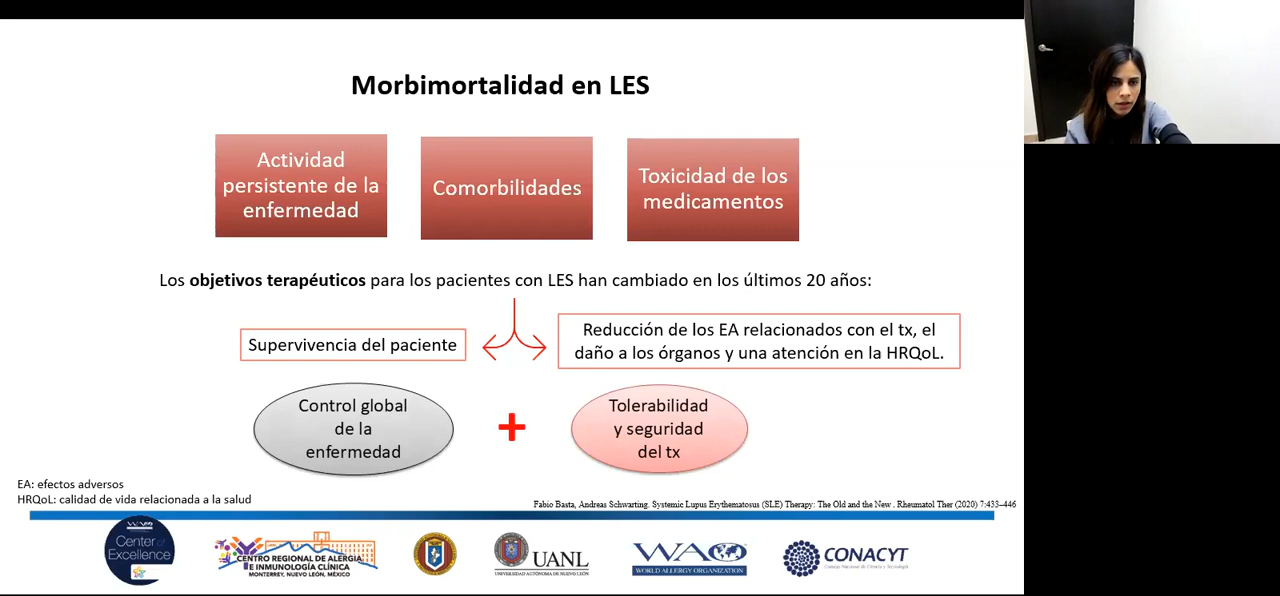 Morbimortalidad en LES
Actividad
persistente de la
enfermedad
Comorbilidades
Toxicidad de los
medicamentos
Los objetivos terapéuticos para los pacientes con LES han cambiado en los últimos 20 años:
Supervivencia del paciente
Reducción de los EA relacionados con el tx, el
daño a los órganos y una atención en la HRQoL.
Control global
de la
enfermedad
+
Tolerabilidad
y seguridad
del tx
EA: efectos adversos
HRQoL: calidad de vida relacionada a la salud
Fabio Basta, Andreas Schwarting. Systemic Lupus Erythematosus (SLE) Therapy: The Old and the New . Rheumatol Ther (2020) 7:433–446
Center of
Excellence
CENTRO REGIONAL DE ALERGIA
E INMUNOLOGÍA CLÍNICA
MONTERREY, NUEVO LEÓN, MÉXICO
UANL
UNIVERSIDAD AUTÓNOMA DE NUEVO LEÓN
WAO
WORLD ALLERGY ORGANIZATION
CONACYT
Consejo Nacional de Ciencia y Tecnología